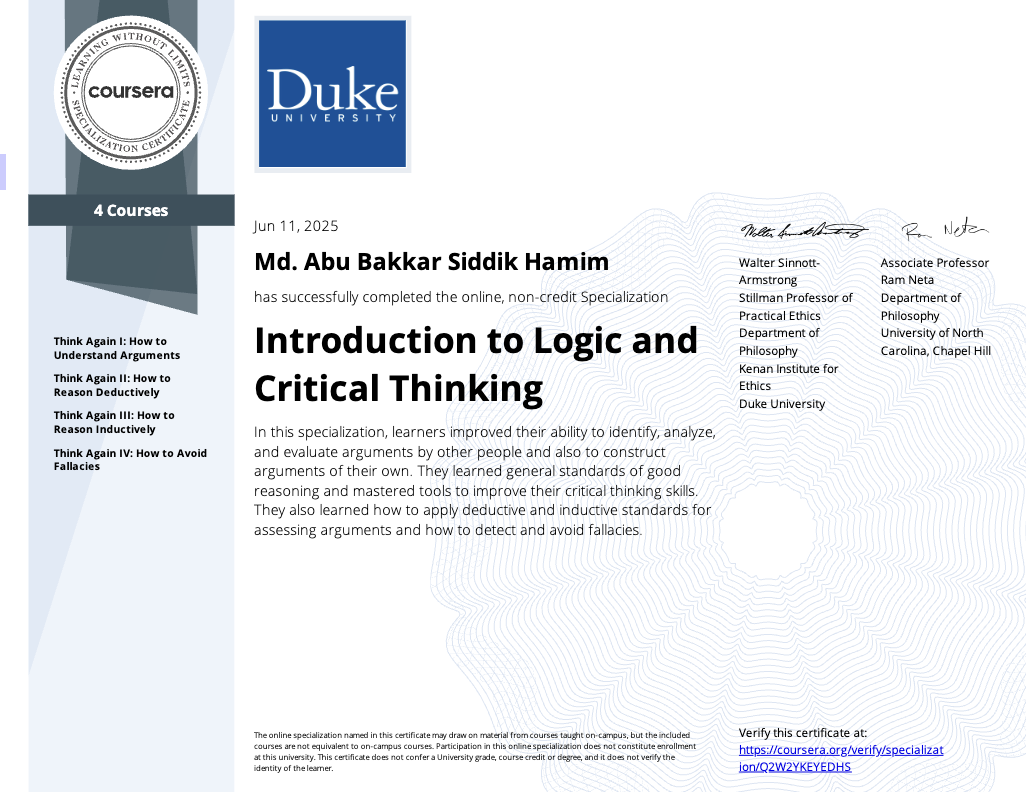 LEARNING WITHOUT LIMITS
coursera
SPECIALIZATION CERTIFICATE
Duke
UNIVERSITY
4 Courses
Think Again I: How to
Understand Arguments
Think Again II: How to
Reason Deductively
Think Again III: How to
Reason Inductively
Think Again IV: How to Avoid
Fallacies
Jun 11, 2025
Md. Abu Bakkar Siddik Hamim
has successfully completed the online, non-credit Specialization
Introduction to Logic and
Critical Thinking
In this specialization, learners improved their ability to identify, analyze,
and evaluate arguments by other people and also to construct
arguments of their own. They learned general standards of good
reasoning and mastered tools to improve their critical thinking skills.
They also learned how to apply deductive and inductive standards for
assessing arguments and how to detect and avoid fallacies.
Walter Sinnott-
Armstrong
Stillman Professor of
Practical Ethics
Department of
Philosophy
Kenan Institute for
Ethics
Duke University
Ram Neta
Associate Professor
Ram Neta
Department of
Philosophy
University of North
Carolina, Chapel Hill
The online specialization named in this certificate may draw on material from courses taught on-campus, but the included
courses are not equivalent to on-campus courses. Participation in this online specialization does not constitute enrollment
at this university. This certificate does not confer a University grade, course credit or degree, and it does not verify the
identity of the learner.
Verify this certificate at:
https://coursera.org/verify/specializat
ion/Q2W2YKEYEDHS